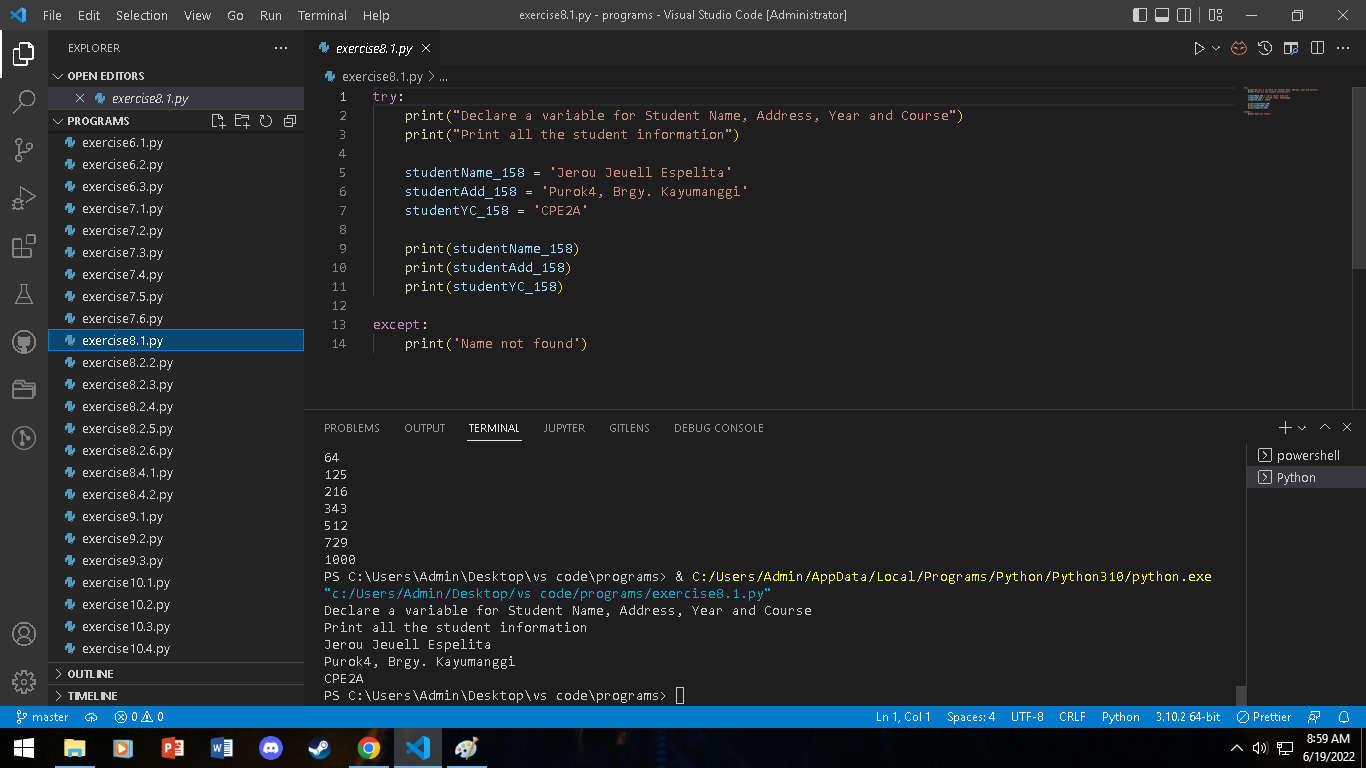 File Edit Selection View Go Run Terminal Help exercise8.1.py - programs - Visual Studio Code [Administrator]
EXPLORER
OPEN EDITORS
exercise8.1.py
PROGRAMS
exercise6.1.py
exercise6.2.py
exercise6.3.py
exercise7.1.py
exercise7.2.py
exercise7.3.py
exercise7.4.py
exercise7.5.py
exercise7.6.py
exercise8.1.py
exercise8.2.2.py
exercise8.2.3.py
exercise8.2.4.py
exercise8.2.5.py
exercise8.2.6.py
exercise8.4.1.py
exercise8.4.2.py
exercise9.1.py
exercise9.2.py
exercise9.3.py
exercise10.1.py
exercise10.2.py
exercise10.3.py
exercise10.4.py
OUTLINE
TIMELINE
exercise8.1.py
exercise8.1.py > ...
1 try:
2 print("Declare a variable for Student Name, Address, Year and Course")
3 print("Print all the student information")
4
5 studentName_158 = 'Jerou Jeuell Espelita'
6 studentAdd_158 = 'Purok4, Brgy. Kayumanggi'
7 studentYC_158 = 'CPE2A'
8
9 print(studentName_158)
10 print(studentAdd_158)
11 print(studentYC_158)
12
13 except:
14 print('Name not found')
PROBLEMS OUTPUT TERMINAL JUPYTER GITLENS DEBUG CONSOLE
64
125
216
343
512
729
1000
PS C:\Users\Admin\Desktop\vs code\programs> & C:/Users/Admin/AppData/Local/Programs/Python/Python310/python.exe
"c:/Users/Admin/Desktop/vs code/programs/exercise8.1.py"
Declare a variable for Student Name, Address, Year and Course
Print all the student information
Jerou Jeuell Espelita
Purok4, Brgy. Kayumanggi
CPE2A
PS C:\Users\Admin\Desktop\vs code\programs>
powershell
Python
master 0 0 Ln 1, Col 1 Spaces: 4 UTF-8 CRLF Python 3.10.2 64-bit Prettier
8:59 AM
6/19/2022